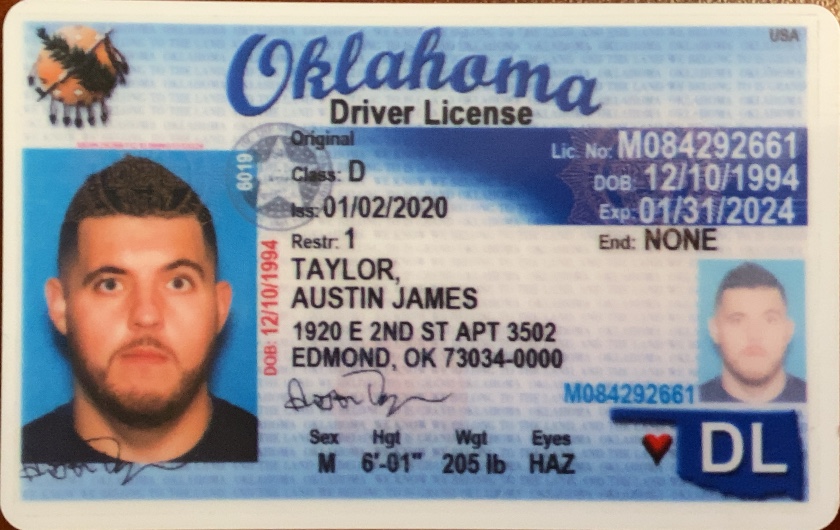 USA
Oklahoma
Driver License
Original
Lic. No: M084292661
6019
Class: D
DOB: 12/10/1994
Iss: 01/02/2020
Exp: 01/31/2024
Restr: 1
End: NONE
DOB: 12/10/1994
TAYLOR,
AUSTIN JAMES
1920 E 2ND ST APT 3502
EDMOND, OK 73034-0000
M084292661
Sex Hgt Wgt Eyes
M 6'-01" 205 lb HAZ
DL